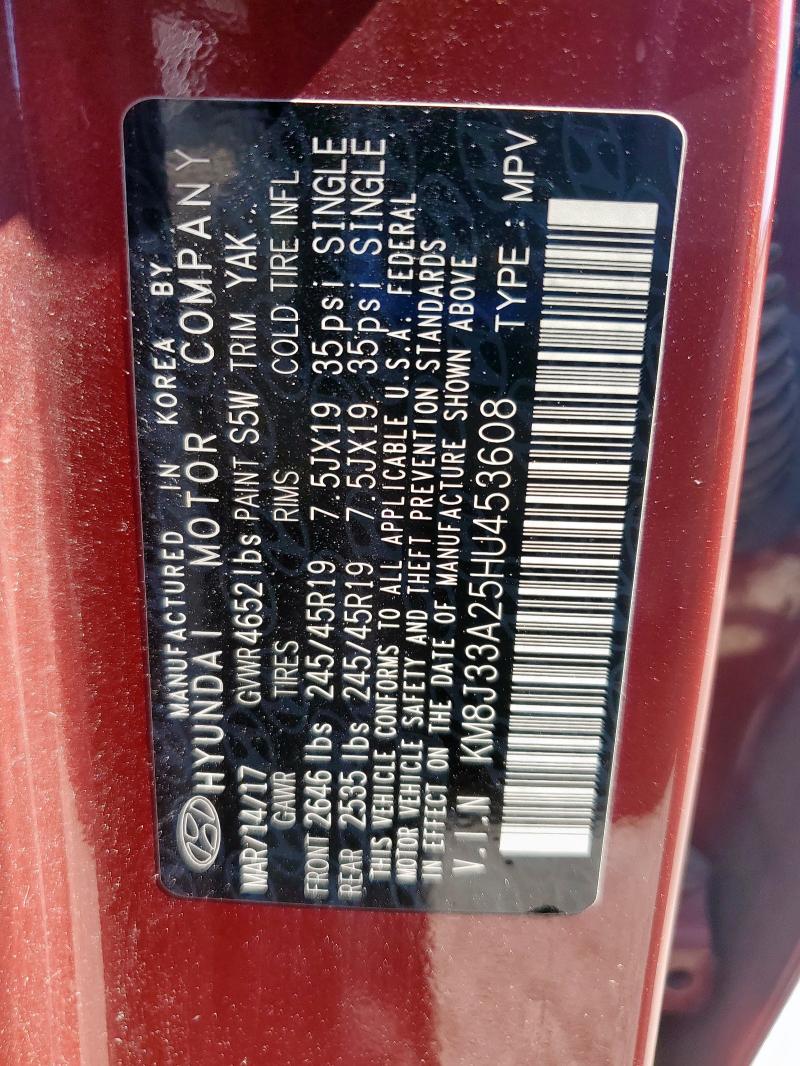 MANUFACTURED IN KOREA BY
HYUNDAI MOTOR COMPANY
MAR/14/17 GVWR 4652 lbs PAINT S5W TRIM YAK
GAWR TIRES RIMS COLD TIRE INFL.
FRONT 2646 lbs 245/45R19 7.5JX19 35psi SINGLE
REAR 2535 lbs 245/45R19 7.5JX19 35psi SINGLE
THIS VEHICLE CONFORMS TO ALL APPLICABLE U.S.A. FEDERAL
MOTOR VEHICLE SAFETY AND THEFT PREVENTION STANDARDS
IN EFFECT ON THE DATE OF MANUFACTURE SHOWN ABOVE
V.I.N KM8J33A25HU453608 TYPE : MPV